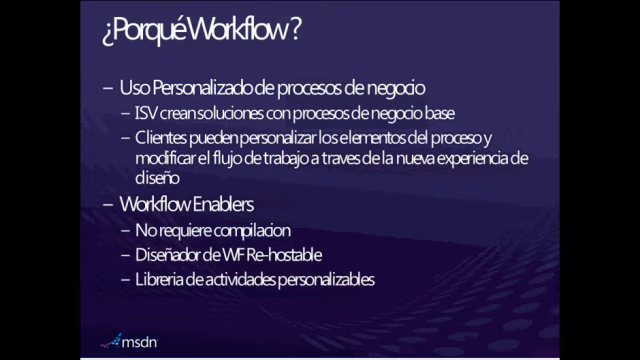 ¿Porqué Workflow ?
– Uso Personalizado de procesos de negocio
– ISV crean soluciones con procesos de negocio base
– Clientes pueden personalizar los elementos del proceso y
modificar el flujo de trabajo a traves de la nueva experiencia de
diseño
– Workflow Enablers
– No requiere compilacion
– Diseñador de WF Re-hostable
– Libreria de actividades personalizables
msdn